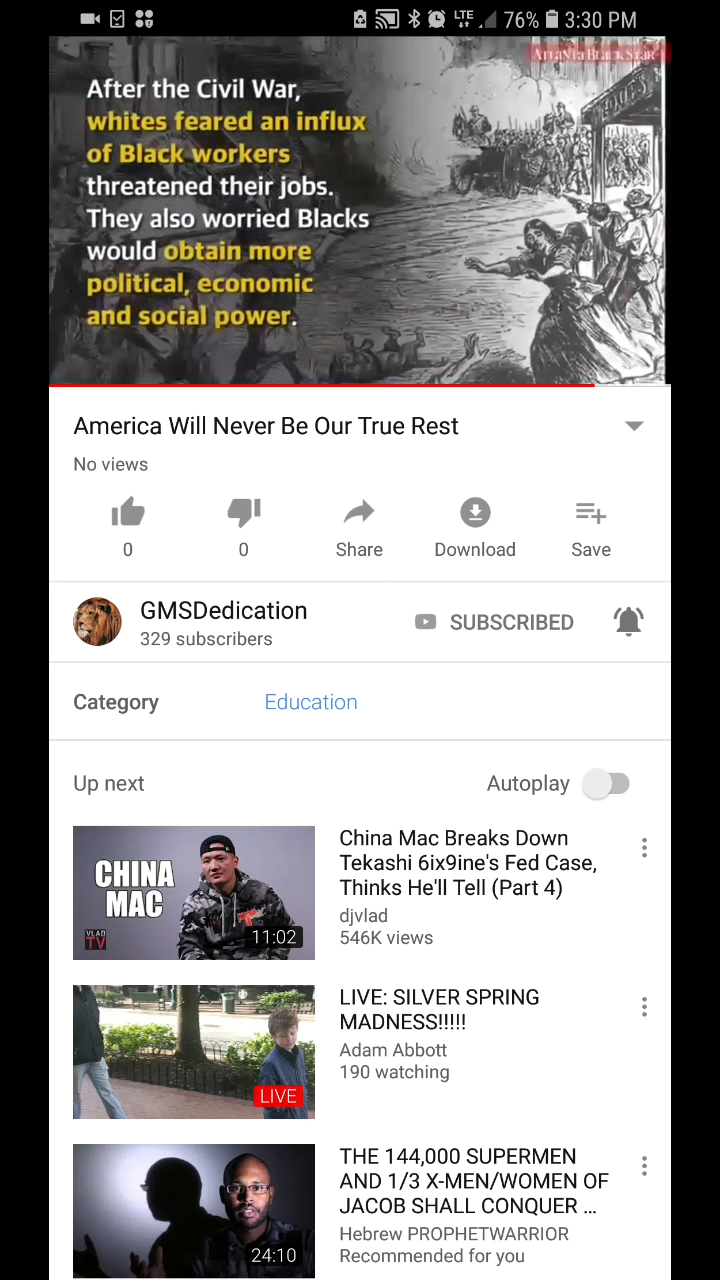 LTE 76% 3:30 PM
Atlanta Black Star
After the Civil War,
whites feared an influx
of Black workers
threatened their jobs.
They also worried Blacks
would obtain more
political, economic
and social power.
America Will Never Be Our True Rest
No views
0 0 Share Download Save
GMSDedication
329 subscribers
SUBSCRIBED
Category Education
Up next Autoplay
CHINA
MAC
VLAD
TV
11:02
China Mac Breaks Down
Tekashi 6ix9ine's Fed Case,
Thinks He'll Tell (Part 4)
djvlad
546K views
LIVE
LIVE: SILVER SPRING
MADNESS!!!!!
Adam Abbott
190 watching
24:10
THE 144,000 SUPERMEN
AND 1/3 X-MEN/WOMEN OF
JACOB SHALL CONQUER ...
Hebrew PROPHETWARRIOR
Recommended for you